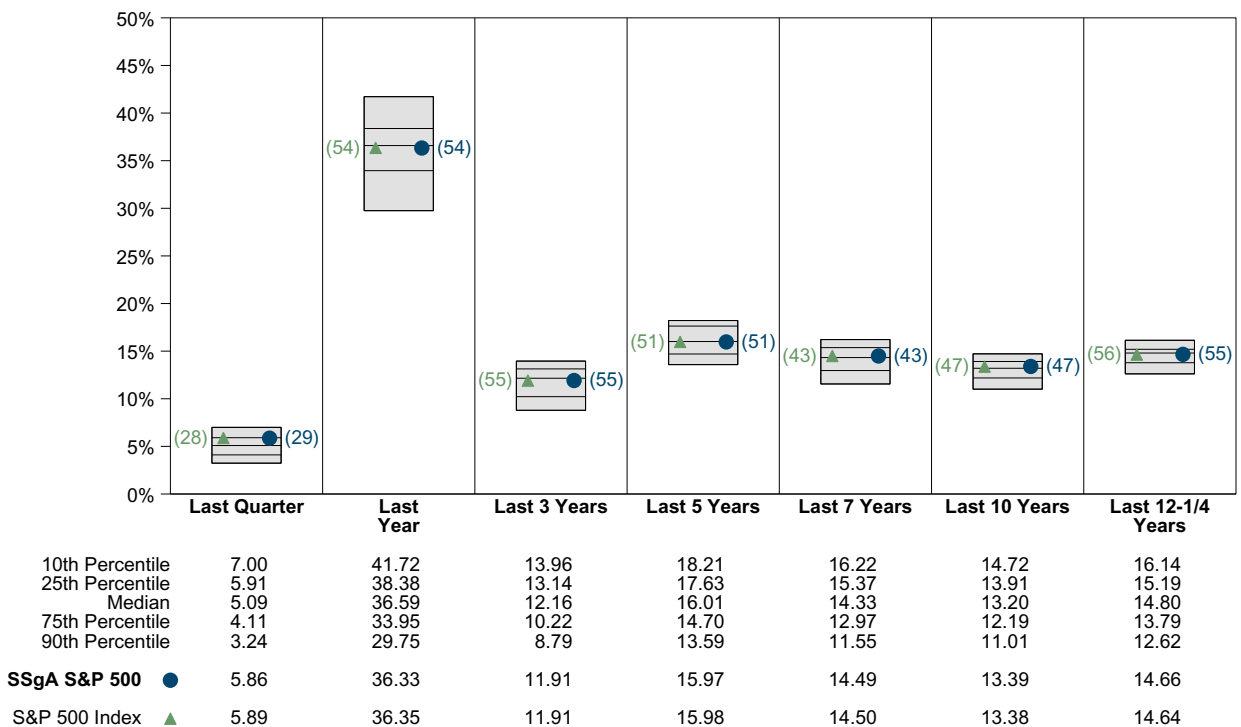 50%
45%
40%
35%
30%
25%
20%
15%
10%
5%
0%
(28) (29)
(54) (54)
(55) (55)
(51) (51)
(43) (43)
(47) (47)
(56) (55)
Last Quarter Last Year Last 3 Years Last 5 Years Last 7 Years Last 10 Years Last 12-1/4 Years
10th Percentile 7.00 41.72 13.96 18.21 16.22 14.72 16.14
25th Percentile 5.91 38.38 13.14 17.63 15.37 13.91 15.19
Median 5.09 36.59 12.16 16.01 14.33 13.20 14.80
75th Percentile 4.11 33.95 10.22 14.70 12.97 12.19 13.79
90th Percentile 3.24 29.75 8.79 13.59 11.55 11.01 12.62
SSgA S&P 500 5.86 36.33 11.91 15.97 14.49 13.39 14.66
S&P 500 Index 5.89 36.35 11.91 15.98 14.50 13.38 14.64